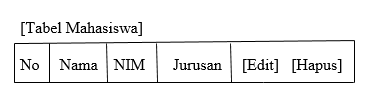 [Tabel Mahasiswa]
No Nama NIM Jurusan [Edit] [Hapus]